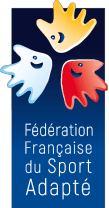 Fédération
Française
du Sport
Adapté